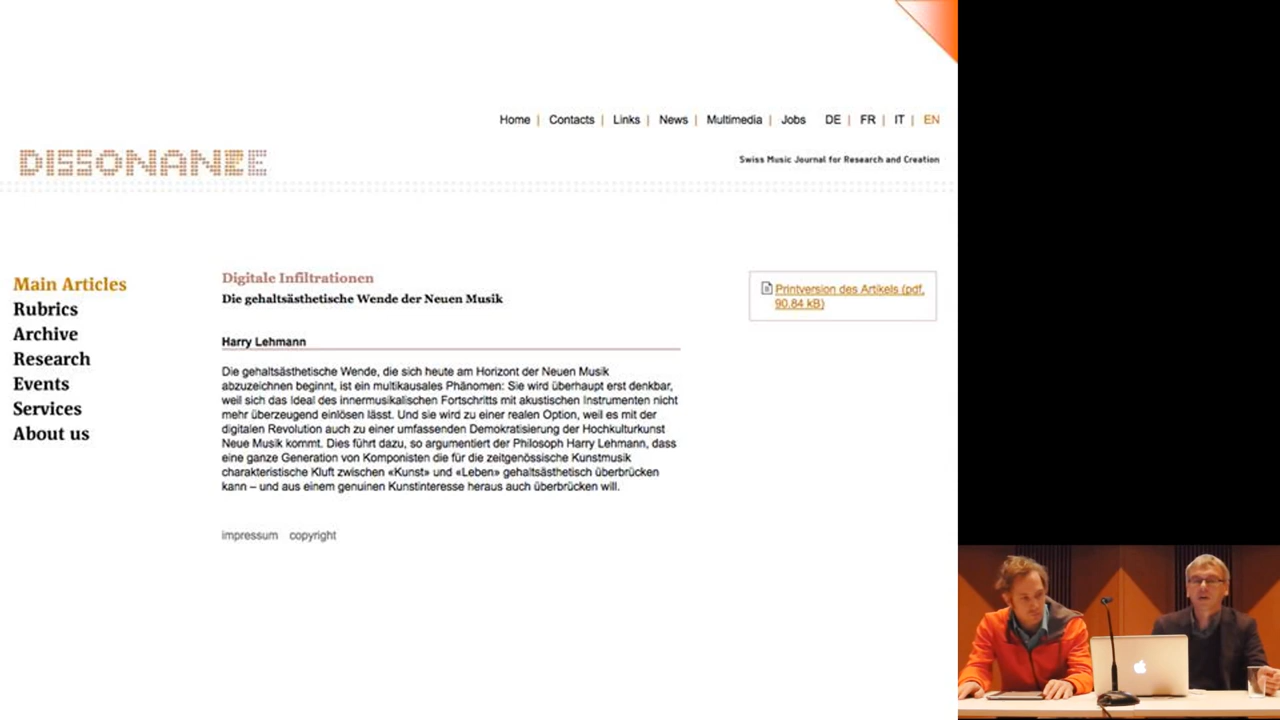 Home | Contacts | Links | News | Multimedia | Jobs DE | FR | IT | EN
DISSONANCE
Swiss Music Journal for Research and Creation
Main Articles
Rubrics
Archive
Research
Events
Services
About us
Digitale Infiltrationen
Die gehaltsästhetische Wende der Neuen Musik
Harry Lehmann
Die gehaltsästhetische Wende, die sich heute am Horizont der Neuen Musik
abzuzeichnen beginnt, ist ein multikausales Phänomen: Sie wird überhaupt erst denkbar,
weil sich das Ideal des innermusikalischen Fortschritts mit akustischen Instrumenten nicht
mehr überzeugend einlösen lässt. Und sie wird zu einer realen Option, weil es mit der
digitalen Revolution auch zu einer umfassenden Demokratisierung der Hochkulturkunst
Neue Musik kommt. Dies führt dazu, so argumentiert der Philosoph Harry Lehmann, dass
eine ganze Generation von Komponisten die für die zeitgenössische Kunstmusik
charakteristische Kluft zwischen «Kunst» und «Leben» gehaltsästhetisch überbrücken
kann – und aus einem genuinen Kunstinteresse heraus auch überbrücken will.
impressum copyright
Printversion des Artikels (pdf,
90.84 kB)